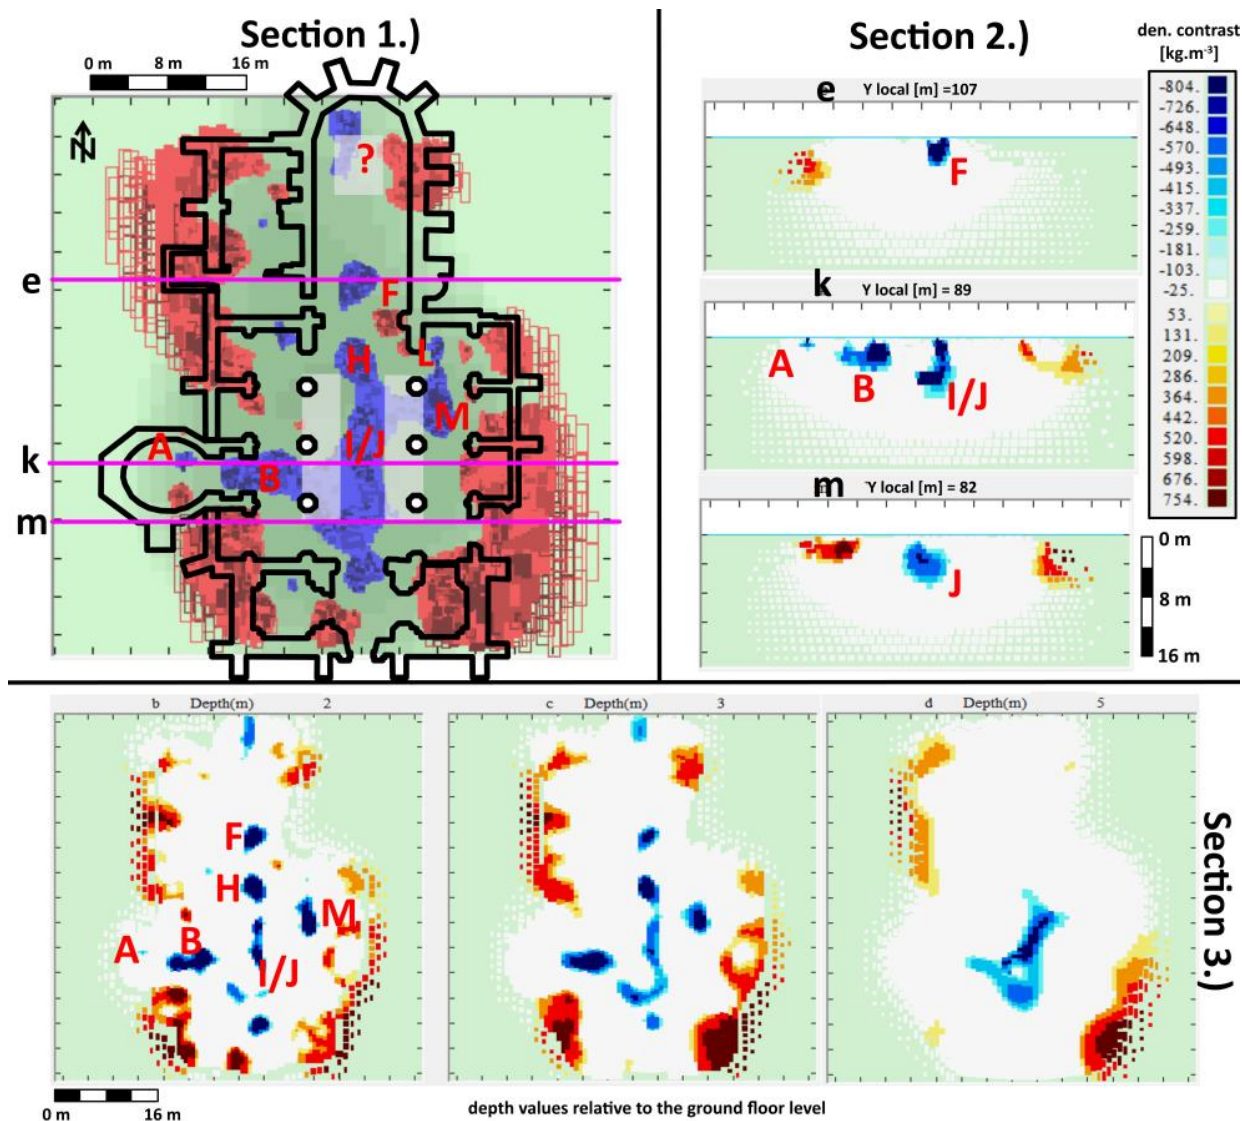 Section 1.)
0 m 8 m 16 m
N
?
e
F
H
L
M
A
I/J
k
B
m
Section 2.)
e Y local [m] =107
F
k Y local [m] = 89
A
B
I/J
m Y local [m] = 82
J
den. contrast
[kg.m-3]
-804.
-726.
-648.
-570.
-493.
-415.
-337.
-259.
-181.
-103.
-25.
53.
131.
209.
286.
364.
442.
520.
598.
676.
754.
0 m
8 m
16 m
b Depth(m) 2
F
H
M
A
B
I/J
c Depth(m) 3
d Depth(m) 5
Section 3.)
0 m 16 m
depth values relative to the ground floor level